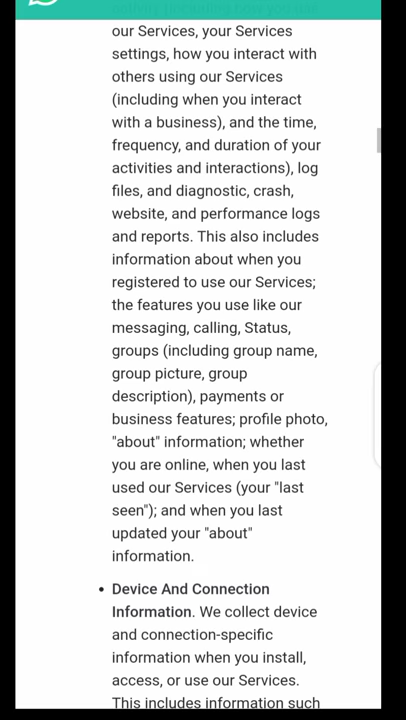 our Services, your Services
settings, how you interact with
others using our Services
(including when you interact
with a business), and the time,
frequency, and duration of your
activities and interactions), log
files, and diagnostic, crash,
website, and performance logs
and reports. This also includes
information about when you
registered to use our Services;
the features you use like our
messaging, calling, Status,
groups (including group name,
group picture, group
description), payments or
business features; profile photo,
"about" information; whether
you are online, when you last
used our Services (your "last
seen"); and when you last
updated your "about"
information.
• Device And Connection
Information. We collect device
and connection-specific
information when you install,
access, or use our Services.
This includes information such